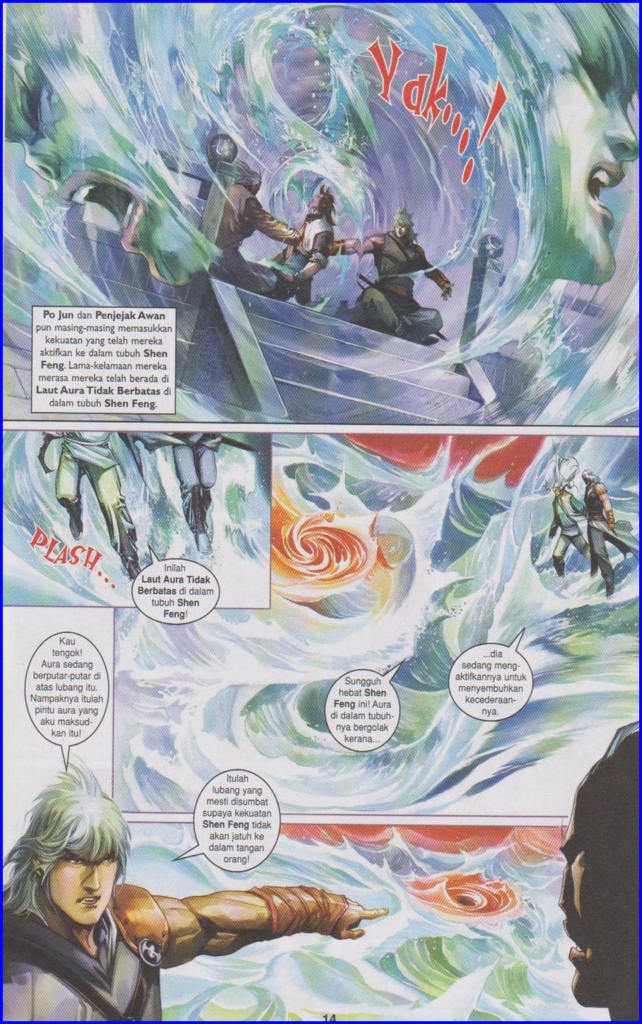 Yak...!
Po Jun dan Penjejak Awan
pun masing-masing memasukkan
kekuatan yang telah mereka
aktifkan ke dalam tubuh Shen
Feng. Lama-kelamaan mereka
merasa mereka telah berada di
Laut Aura Tidak Berbatas di
dalam tubuh Shen Feng.
PLASH...
Inilah
Laut Aura Tidak
Berbatas di dalam
tubuh Shen
Feng!
Sungguh
hebat Shen
Feng ini! Aura
di dalam tubuh-
nya bergolak
kerana...
...dia
sedang meng-
aktifkannya untuk
menyembuhkan
kecederaan-
nya.
Kau
tengok!
Aura sedang
berputar-putar di
atas lubang itu.
Nampaknya itulah
pintu aura yang
aku maksud-
kan itu!
Itulah
lubang yang
mesti disumbat
supaya kekuatan
Shen Feng tidak
akan jatuh ke
dalam tangan
orang!
14